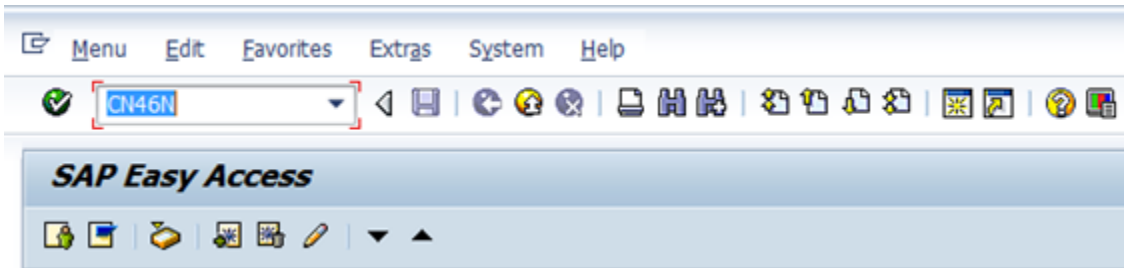 Menu Edit Favorites Extras System Help
CN46N
SAP Easy Access